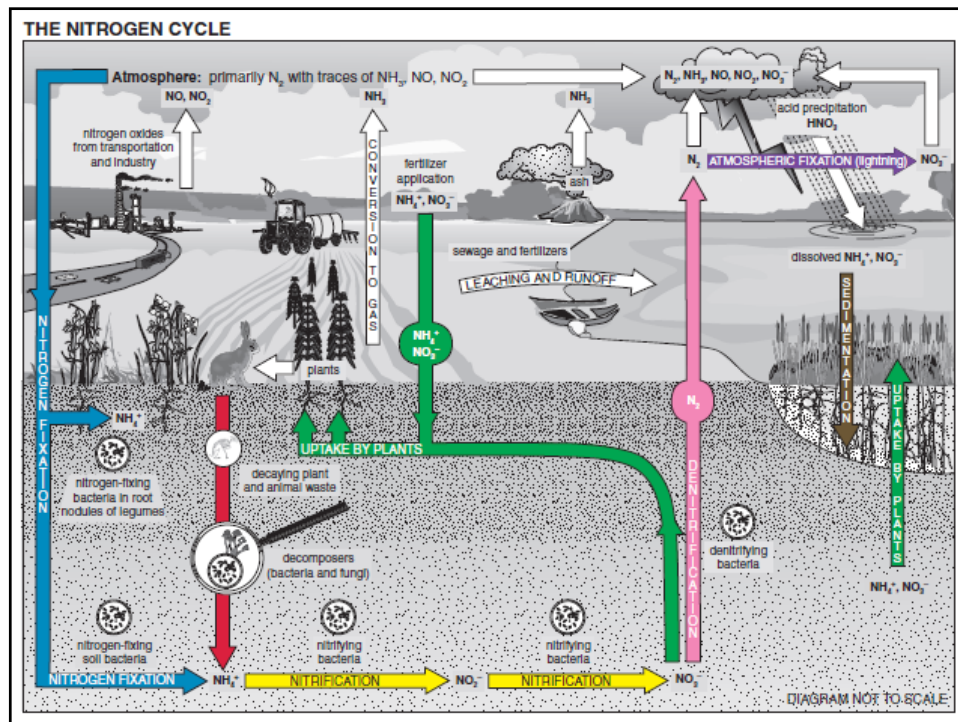 THE NITROGEN CYCLE
Atmosphere: primarily N₂ with traces of NH₃, NO, NO₂
N₂, NH₃, NO, NO₂, NO₃⁻
NO, NO₂
NH₃
NH₃
acid precipitation
HNO₃
nitrogen oxides
from transportation
and industry
CONVERSION TO GAS
fertilizer
application
NH₄⁺, NO₃⁻
ash
N₂
ATMOSPHERIC FIXATION (lightning)
NO₃⁻
sewage and fertilizers
LEACHING AND RUNOFF
dissolved NH₄⁺, NO₃⁻
SEDIMENTATION
NITROGEN FIXATION
NH₄⁺
NO₃⁻
plants
N₂
UPTAKE BY PLANTS
NH₄⁺
UPTAKE BY PLANTS
nitrogen-fixing
bacteria in root
nodules of legumes
decaying plant
and animal waste
DENITRIFICATION
decomposers
(bacteria and fungi)
denitrifying
bacteria
NH₄⁺, NO₃⁻
nitrogen-fixing
soil bacteria
nitrifying
bacteria
nitrifying
bacteria
NITROGEN FIXATION
NH₄⁺
NITRIFICATION
NO₂⁻
NITRIFICATION
NO₃⁻
DIAGRAM NOT TO SCALE